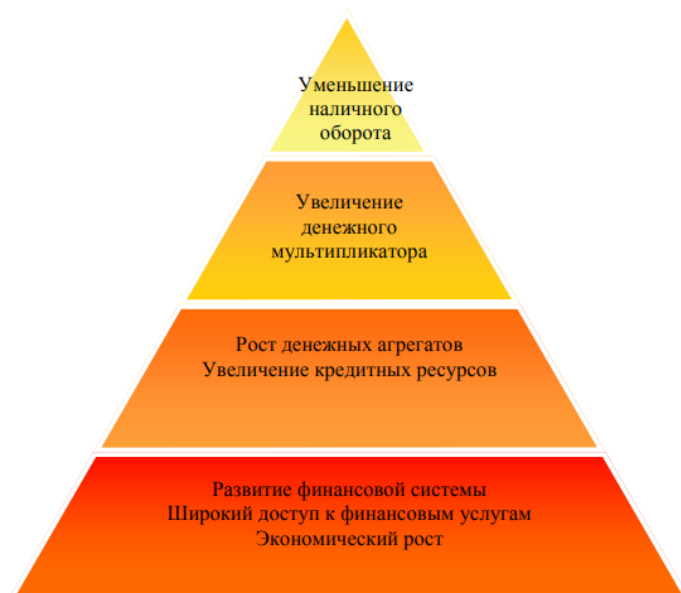 Уменьшение
наличного
оборота
Увеличение
денежного
мультипликатора
Рост денежных агрегатов
Увеличение кредитных ресурсов
Развитие финансовой системы
Широкий доступ к финансовым услугам
Экономический рост